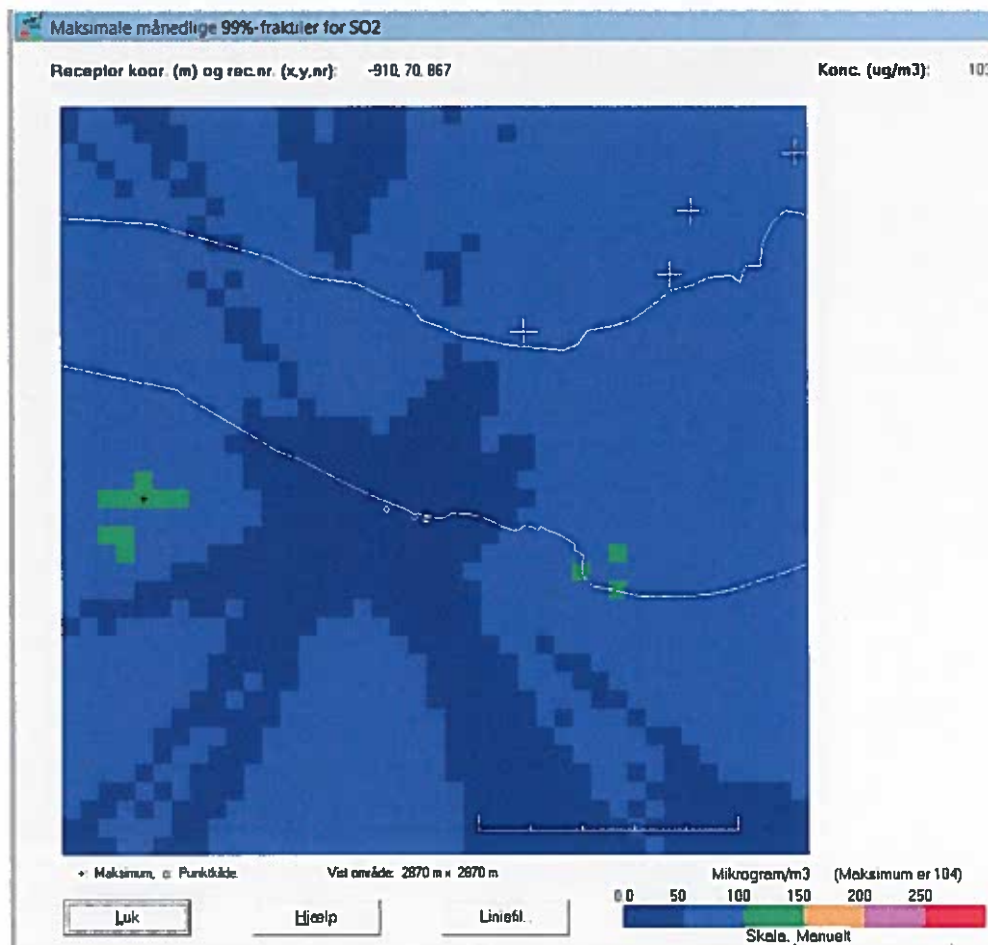 Maksimale månedlige 99%-fraktiler for SO2
Receptor koor. (m) og rec.nr. (x,y,nr): -910, 70, 867 Konc. (ug/m3): 103
+: Maksimum, □ Punktkilde. Vist område: 2870 m x 2870 m Mikrogram/m3 (Maksimum er 104)
0.0 50 100 150 200 250
Luk Hjælp Liniefil..
Skala, Manuelt